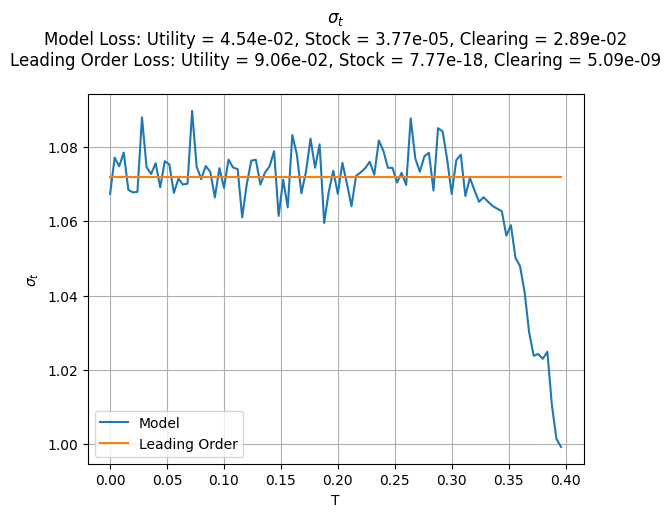 σt
Model Loss: Utility = 4.54e-02, Stock = 3.77e-05, Clearing = 2.89e-02
Leading Order Loss: Utility = 9.06e-02, Stock = 7.77e-18, Clearing = 5.09e-09
1.08
1.06
1.04
1.02
1.00
σt
Model
Leading Order
0.00 0.05 0.10 0.15 0.20 0.25 0.30 0.35 0.40
T